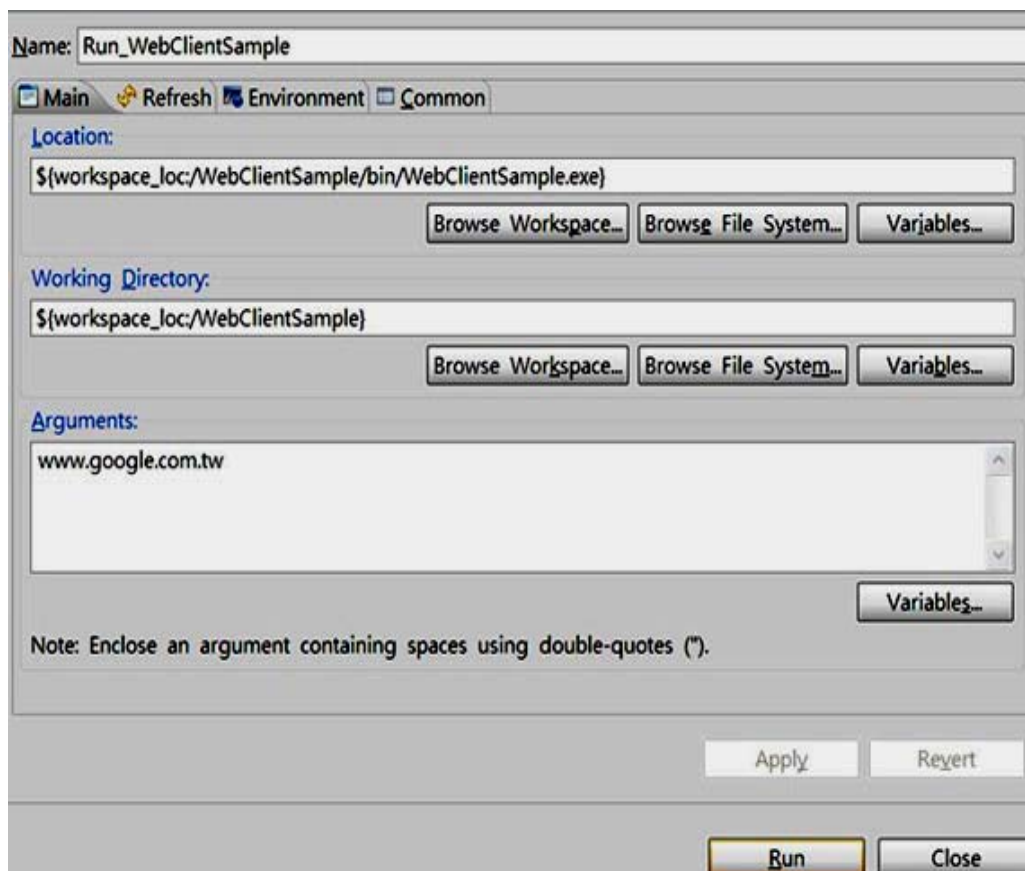 Name: Run_WebClientSample
Main Refresh Environment Common
Location:
${workspace_loc:/WebClientSample/bin/WebClientSample.exe}
Browse Workspace... Browse File System... Variables...
Working Directory:
${workspace_loc:/WebClientSample}
Browse Workspace... Browse File System... Variables...
Arguments:
www.google.com.tw
Variables...
Note: Enclose an argument containing spaces using double-quotes (").
Apply Revert
Run Close